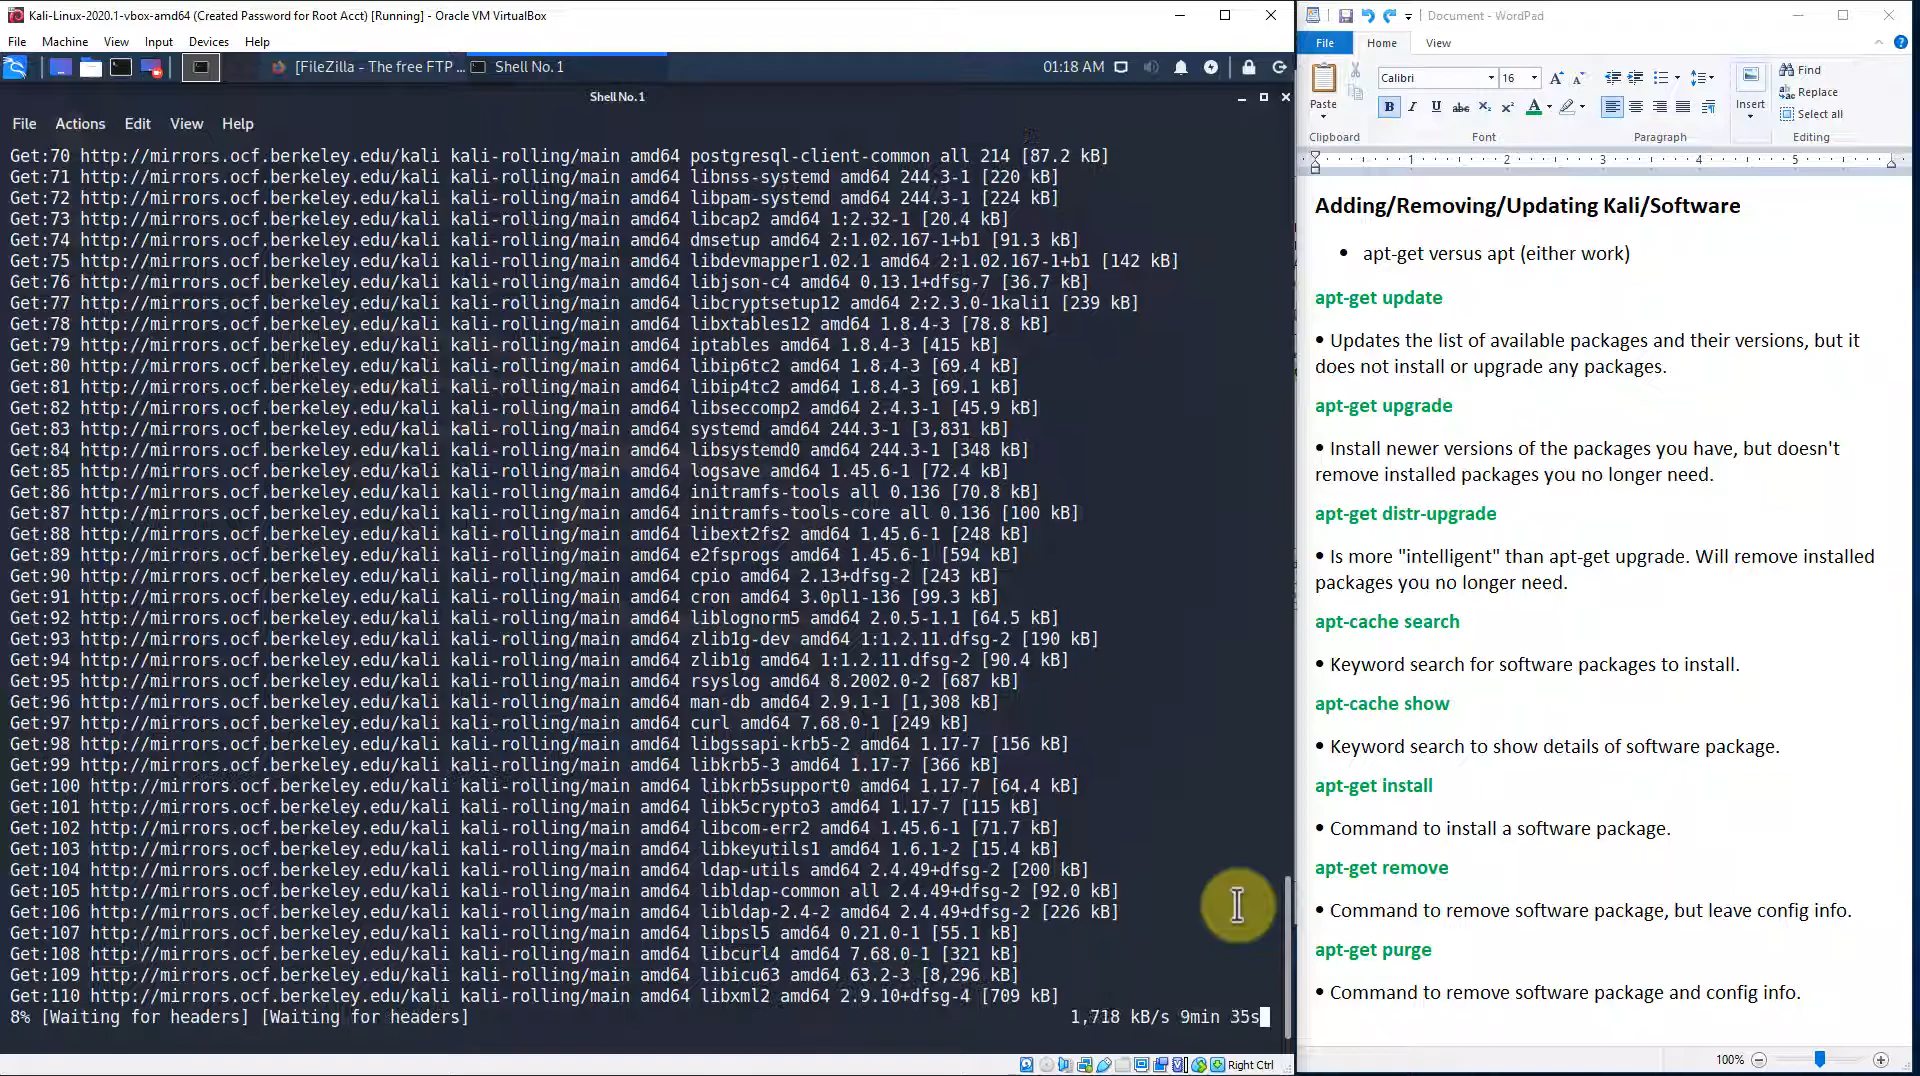 Kali-Linux-2020.1-vbox-amd64 (Created Password for Root Acct) [Running] - Oracle VM VirtualBox
File Machine View Input Devices Help
[FileZilla - The free FTP ... Shell No. 1 01:18 AM
Shell No. 1
File Actions Edit View Help
Get:70 http://mirrors.ocf.berkeley.edu/kali kali-rolling/main amd64 postgresql-client-common all 214 [87.2 kB]
Get:71 http://mirrors.ocf.berkeley.edu/kali kali-rolling/main amd64 libnss-systemd amd64 244.3-1 [220 kB]
Get:72 http://mirrors.ocf.berkeley.edu/kali kali-rolling/main amd64 libpam-systemd amd64 244.3-1 [224 kB]
Get:73 http://mirrors.ocf.berkeley.edu/kali kali-rolling/main amd64 libcap2 amd64 1:2.32-1 [20.4 kB]
Get:74 http://mirrors.ocf.berkeley.edu/kali kali-rolling/main amd64 dmsetup amd64 2:1.02.167-1+b1 [91.3 kB]
Get:75 http://mirrors.ocf.berkeley.edu/kali kali-rolling/main amd64 libdevmapper1.02.1 amd64 2:1.02.167-1+b1 [142 kB]
Get:76 http://mirrors.ocf.berkeley.edu/kali kali-rolling/main amd64 libjson-c4 amd64 0.13.1+dfsg-7 [36.7 kB]
Get:77 http://mirrors.ocf.berkeley.edu/kali kali-rolling/main amd64 libcryptsetup12 amd64 2:2.3.0-1kali1 [239 kB]
Get:78 http://mirrors.ocf.berkeley.edu/kali kali-rolling/main amd64 libxtables12 amd64 1.8.4-3 [78.8 kB]
Get:79 http://mirrors.ocf.berkeley.edu/kali kali-rolling/main amd64 iptables amd64 1.8.4-3 [415 kB]
Get:80 http://mirrors.ocf.berkeley.edu/kali kali-rolling/main amd64 libip6tc2 amd64 1.8.4-3 [69.4 kB]
Get:81 http://mirrors.ocf.berkeley.edu/kali kali-rolling/main amd64 libip4tc2 amd64 1.8.4-3 [69.1 kB]
Get:82 http://mirrors.ocf.berkeley.edu/kali kali-rolling/main amd64 libseccomp2 amd64 2.4.3-1 [45.9 kB]
Get:83 http://mirrors.ocf.berkeley.edu/kali kali-rolling/main amd64 systemd amd64 244.3-1 [3,831 kB]
Get:84 http://mirrors.ocf.berkeley.edu/kali kali-rolling/main amd64 libsystemd0 amd64 244.3-1 [348 kB]
Get:85 http://mirrors.ocf.berkeley.edu/kali kali-rolling/main amd64 logsave amd64 1.45.6-1 [72.4 kB]
Get:86 http://mirrors.ocf.berkeley.edu/kali kali-rolling/main amd64 initramfs-tools all 0.136 [70.8 kB]
Get:87 http://mirrors.ocf.berkeley.edu/kali kali-rolling/main amd64 initramfs-tools-core all 0.136 [100 kB]
Get:88 http://mirrors.ocf.berkeley.edu/kali kali-rolling/main amd64 libext2fs2 amd64 1.45.6-1 [248 kB]
Get:89 http://mirrors.ocf.berkeley.edu/kali kali-rolling/main amd64 e2fsprogs amd64 1.45.6-1 [594 kB]
Get:90 http://mirrors.ocf.berkeley.edu/kali kali-rolling/main amd64 cpio amd64 2.13+dfsg-2 [243 kB]
Get:91 http://mirrors.ocf.berkeley.edu/kali kali-rolling/main amd64 cron amd64 3.0pl1-136 [99.3 kB]
Get:92 http://mirrors.ocf.berkeley.edu/kali kali-rolling/main amd64 liblognorm5 amd64 2.0.5-1.1 [64.5 kB]
Get:93 http://mirrors.ocf.berkeley.edu/kali kali-rolling/main amd64 zlib1g-dev amd64 1:1.2.11.dfsg-2 [190 kB]
Get:94 http://mirrors.ocf.berkeley.edu/kali kali-rolling/main amd64 zlib1g amd64 1:1.2.11.dfsg-2 [90.4 kB]
Get:95 http://mirrors.ocf.berkeley.edu/kali kali-rolling/main amd64 rsyslog amd64 8.2002.0-2 [687 kB]
Get:96 http://mirrors.ocf.berkeley.edu/kali kali-rolling/main amd64 man-db amd64 2.9.1-1 [1,308 kB]
Get:97 http://mirrors.ocf.berkeley.edu/kali kali-rolling/main amd64 curl amd64 7.68.0-1 [249 kB]
Get:98 http://mirrors.ocf.berkeley.edu/kali kali-rolling/main amd64 libgssapi-krb5-2 amd64 1.17-7 [156 kB]
Get:99 http://mirrors.ocf.berkeley.edu/kali kali-rolling/main amd64 libkrb5-3 amd64 1.17-7 [366 kB]
Get:100 http://mirrors.ocf.berkeley.edu/kali kali-rolling/main amd64 libkrb5support0 amd64 1.17-7 [64.4 kB]
Get:101 http://mirrors.ocf.berkeley.edu/kali kali-rolling/main amd64 libk5crypto3 amd64 1.17-7 [115 kB]
Get:102 http://mirrors.ocf.berkeley.edu/kali kali-rolling/main amd64 libcom-err2 amd64 1.45.6-1 [71.7 kB]
Get:103 http://mirrors.ocf.berkeley.edu/kali kali-rolling/main amd64 libkeyutils1 amd64 1.6.1-2 [15.4 kB]
Get:104 http://mirrors.ocf.berkeley.edu/kali kali-rolling/main amd64 ldap-utils amd64 2.4.49+dfsg-2 [200 kB]
Get:105 http://mirrors.ocf.berkeley.edu/kali kali-rolling/main amd64 libldap-common all 2.4.49+dfsg-2 [92.0 kB]
Get:106 http://mirrors.ocf.berkeley.edu/kali kali-rolling/main amd64 libldap-2.4-2 amd64 2.4.49+dfsg-2 [226 kB]
Get:107 http://mirrors.ocf.berkeley.edu/kali kali-rolling/main amd64 libpsl5 amd64 0.21.0-1 [55.1 kB]
Get:108 http://mirrors.ocf.berkeley.edu/kali kali-rolling/main amd64 libcurl4 amd64 7.68.0-1 [321 kB]
Get:109 http://mirrors.ocf.berkeley.edu/kali kali-rolling/main amd64 libicu63 amd64 63.2-3 [8,296 kB]
Get:110 http://mirrors.ocf.berkeley.edu/kali kali-rolling/main amd64 libxml2 amd64 2.9.10+dfsg-4 [709 kB]
8% [Waiting for headers] [Waiting for headers] 1,718 kB/s 9min 35s
Right Ctrl
Document - WordPad
File Home View
Calibri 16
Find
Paste Insert
Replace
Select all
Clipboard Font Paragraph Editing
1 2 3 4 5
Adding/Removing/Updating Kali/Software
• apt-get versus apt (either work)
apt-get update
• Updates the list of available packages and their versions, but it
does not install or upgrade any packages.
apt-get upgrade
• Install newer versions of the packages you have, but doesn't
remove installed packages you no longer need.
apt-get distr-upgrade
• Is more "intelligent" than apt-get upgrade. Will remove installed
packages you no longer need.
apt-cache search
• Keyword search for software packages to install.
apt-cache show
• Keyword search to show details of software package.
apt-get install
• Command to install a software package.
apt-get remove
• Command to remove software package, but leave config info.
apt-get purge
• Command to remove software package and config info.
100%